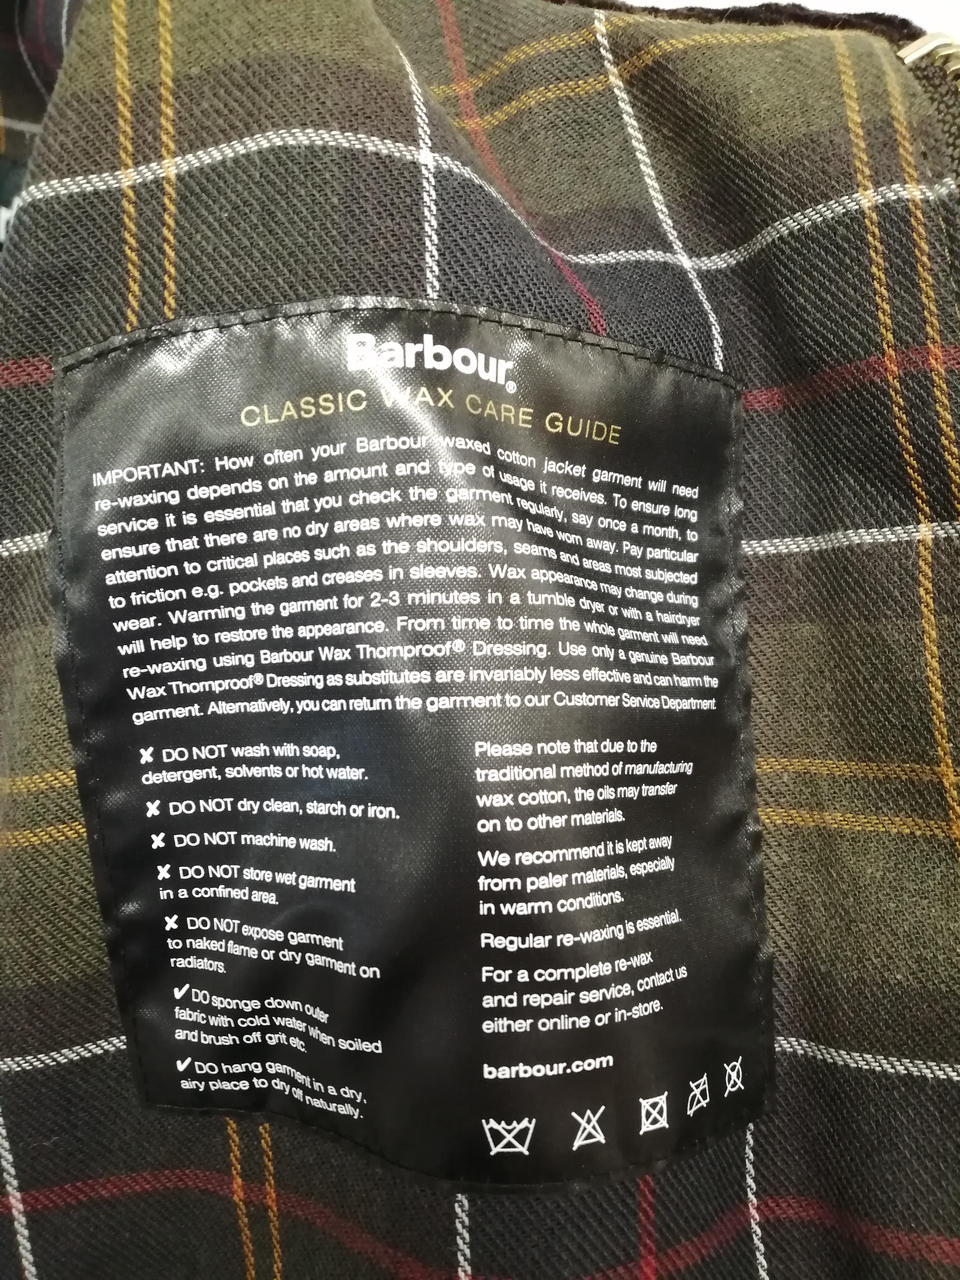 Barbour®
CLASSIC WAX CARE GUIDE
IMPORTANT: How often your Barbour waxed cotton jacket garment will need
re-waxing depends on the amount and type of usage it receives. To ensure long
service it is essential that you check the garment regularly, say once a month, to
ensure that there are no dry areas where wax may have worn away. Pay particular
attention to critical places such as the shoulders, seams and areas most subjected
to friction e.g. pockets and creases in sleeves. Wax appearance may change during
wear. Warming the garment for 2-3 minutes in a tumble dryer or with a hairdryer
will help to restore the appearance. From time to time the whole garment will need
re-waxing using Barbour Wax Thornproof® Dressing. Use only a genuine Barbour
Wax Thornproof® Dressing as substitutes are invariably less effective and can harm the
garment. Alternatively, you can return the garment to our Customer Service Department.
✘ DO NOT wash with soap,
detergent, solvents or hot water.
✘ DO NOT dry clean, starch or iron.
✘ DO NOT machine wash.
✘ DO NOT store wet garment
in a confined area.
✘ DO NOT expose garment
to naked flame or dry garment on
radiators.
✔ DO sponge down outer
fabric with cold water when soiled
and brush off grit etc.
✔ DO hang garment in a dry,
airy place to dry off naturally.
Please note that due to the
traditional method of manufacturing
wax cotton, the oils may transfer
on to other materials.
We recommend it is kept away
from paler materials, especially
in warm conditions.
Regular re-waxing is essential.
For a complete re-wax
and repair service, contact us
either online or in-store.
barbour.com